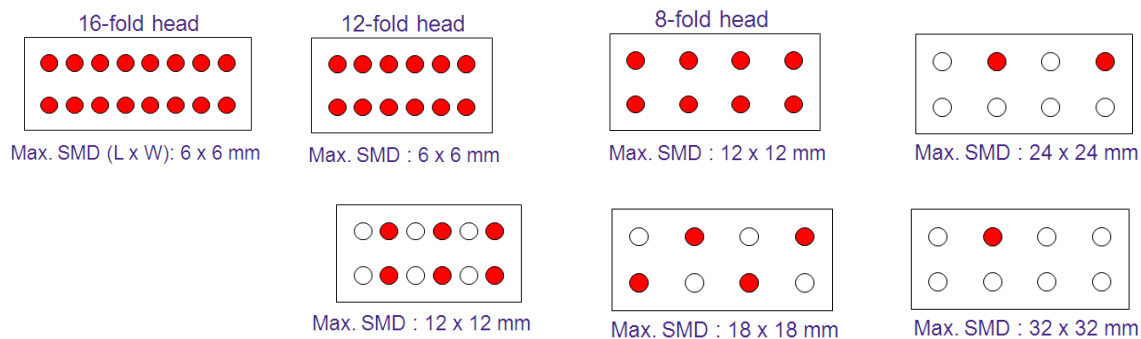 16-fold head
12-fold head
8-fold head
Max. SMD (L x W): 6 x 6 mm
Max. SMD : 6 x 6 mm
Max. SMD : 12 x 12 mm
Max. SMD : 24 x 24 mm
Max. SMD : 12 x 12 mm
Max. SMD : 18 x 18 mm
Max. SMD : 32 x 32 mm